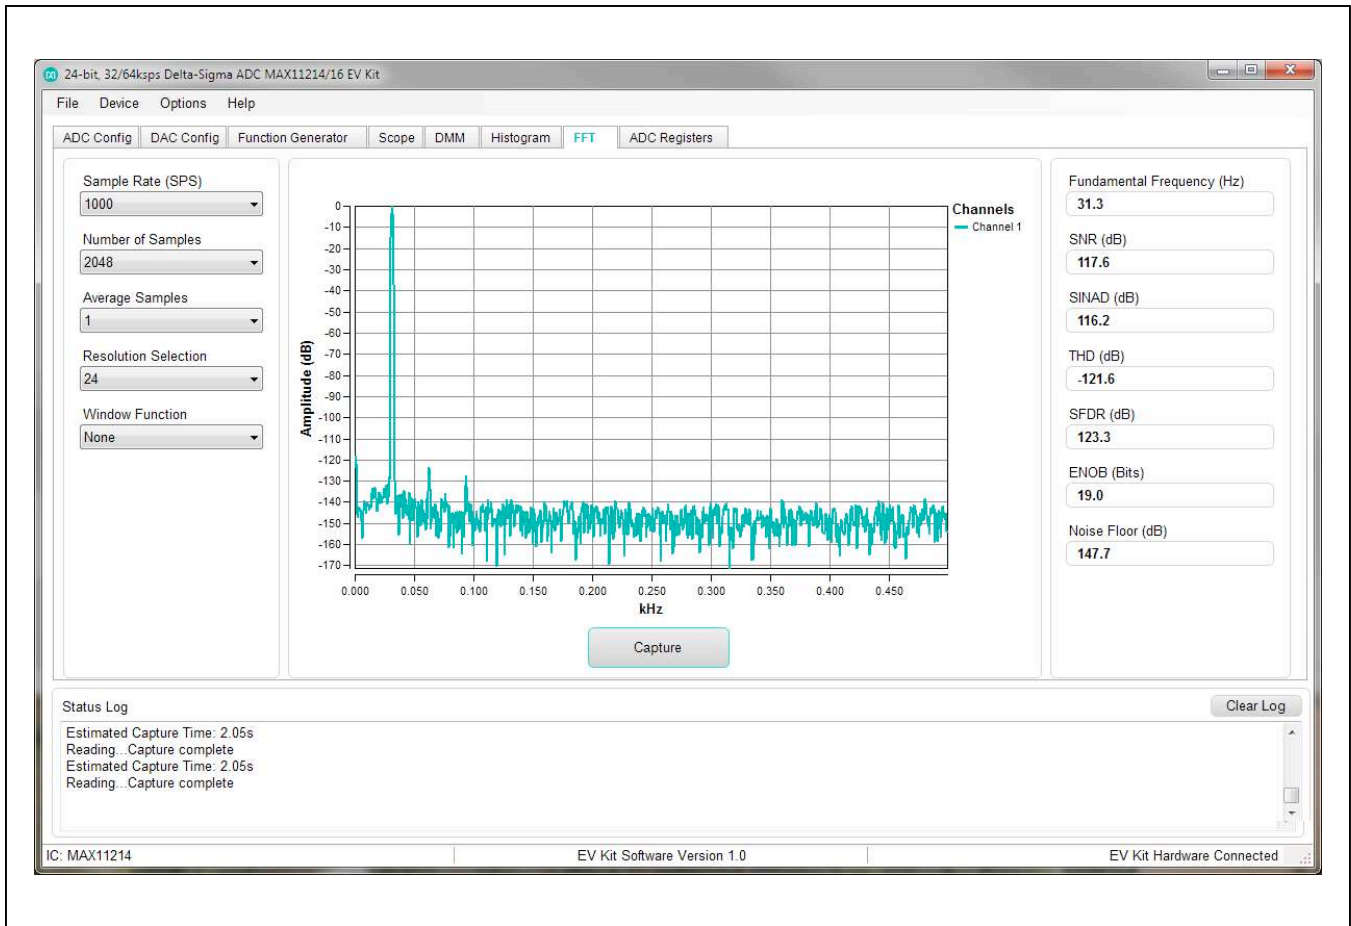 24-bit, 32/64ksps Delta-Sigma ADC MAX11214/16 EV Kit
File Device Options Help
ADC Config DAC Config Function Generator Scope DMM Histogram FFT ADC Registers
Sample Rate (SPS)
1000
Number of Samples
2048
Average Samples
1
Resolution Selection
24
Window Function
None
Amplitude (dB)
0
-10
-20
-30
-40
-50
-60
-70
-80
-90
-100
-110
-120
-130
-140
-150
-160
-170
0.000 0.050 0.100 0.150 0.200 0.250 0.300 0.350 0.400 0.450
kHz
Channels
Channel 1
Capture
Fundamental Frequency (Hz)
31.3
SNR (dB)
117.6
SINAD (dB)
116.2
THD (dB)
-121.6
SFDR (dB)
123.3
ENOB (Bits)
19.0
Noise Floor (dB)
147.7
Status Log
Clear Log
Estimated Capture Time: 2.05s
Reading...Capture complete
Estimated Capture Time: 2.05s
Reading...Capture complete
IC: MAX11214 EV Kit Software Version 1.0 EV Kit Hardware Connected